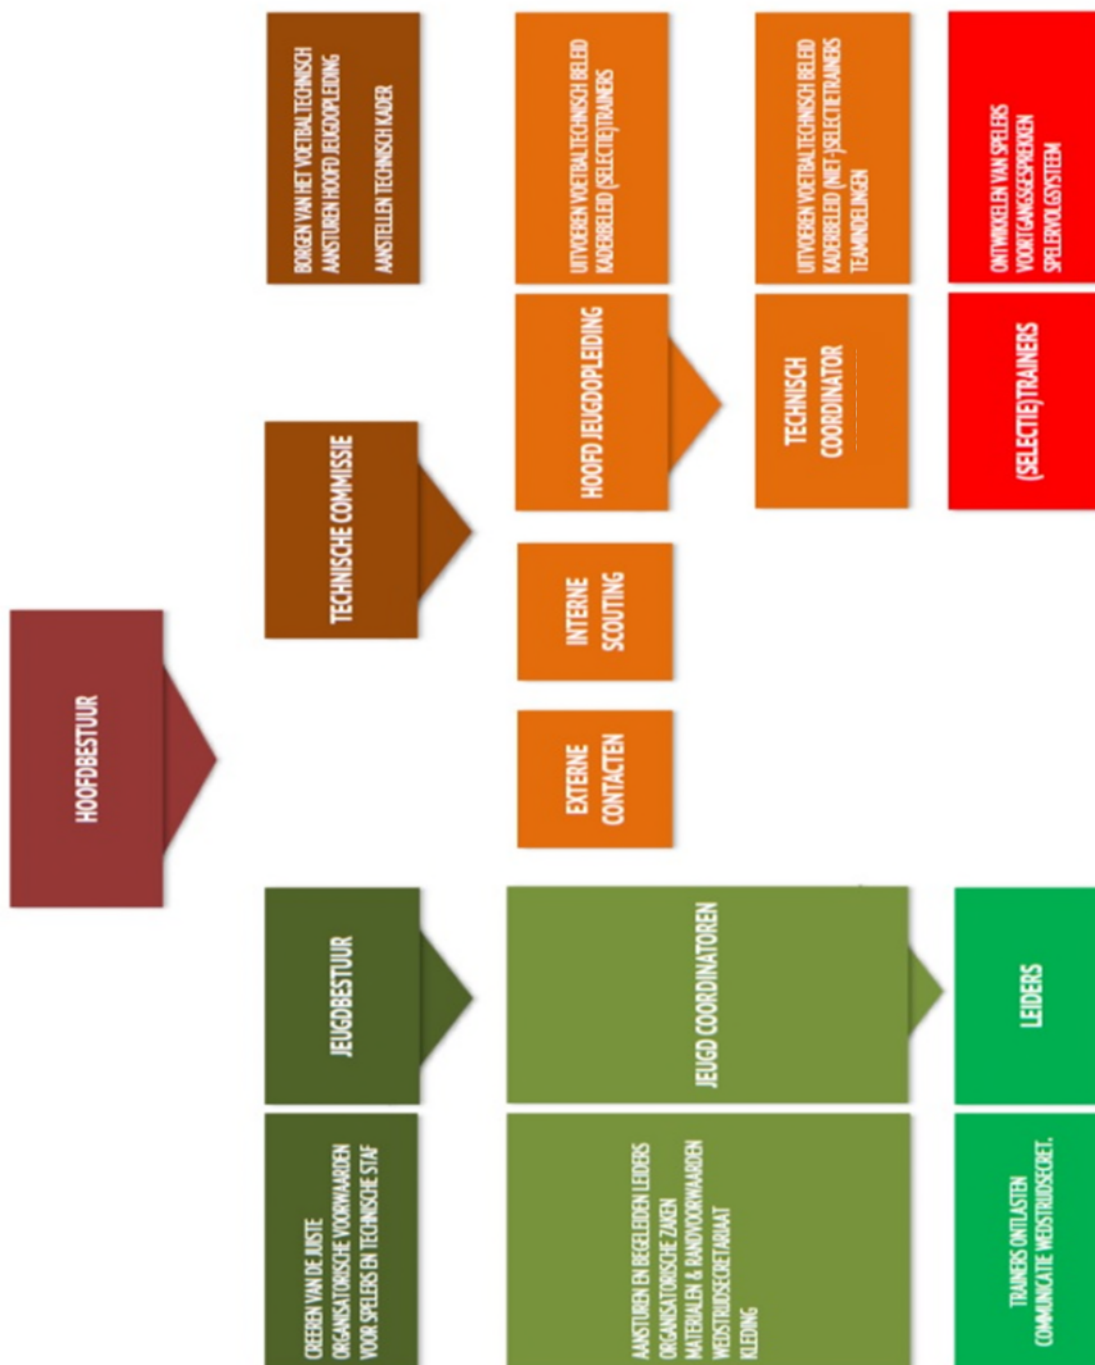 HOOFDBESTUUR
CREEREN VAN DE JUISTE
ORGANISATORISCHE VOORWAARDEN
VOOR SPELERS EN TECHNISCHE STAF
JEUGDBESTUUR
TECHNISCHE COMMISSIE
BORGEN VAN HET VOETBALTECHNISCH
AANSTUREN HOOFD JEUGDOPLEIDING
AANSTELLEN TECHNISCH KADER
AANSTUREN EN BEGELEIDEN LEIDERS
ORGANISATORISCHE ZAKEN
MATERIALEN & RANDVOORWAARDEN
WEDSTRIJDSECRETARIAAT
KLEDING
JEUGD COORDINATOREN
EXTERNE
CONTACTEN
INTERNE
SCOUTING
HOOFD JEUGDOPLEIDING
UITVOEREN VOETBALTECHNISCH BELEID
KADERBELEID (SELECTIE)TRAINERS
TECHNISCH
COORDINATOR
UITVOEREN VOETBALTECHNISCH BELEID
KADERBELEID (NIET-)SELECTIETRAINERS
TEAMINDELINGEN
TRAINERS ONTLASTEN
COMMUNICATIE WEDSTRIJDSECRET.
LEIDERS
(SELECTIE)TRAINERS
ONTWIKKELEN VAN SPELERS
VOORTGANGSGESPREKKEN
SPELERVOLGSYSTEEM